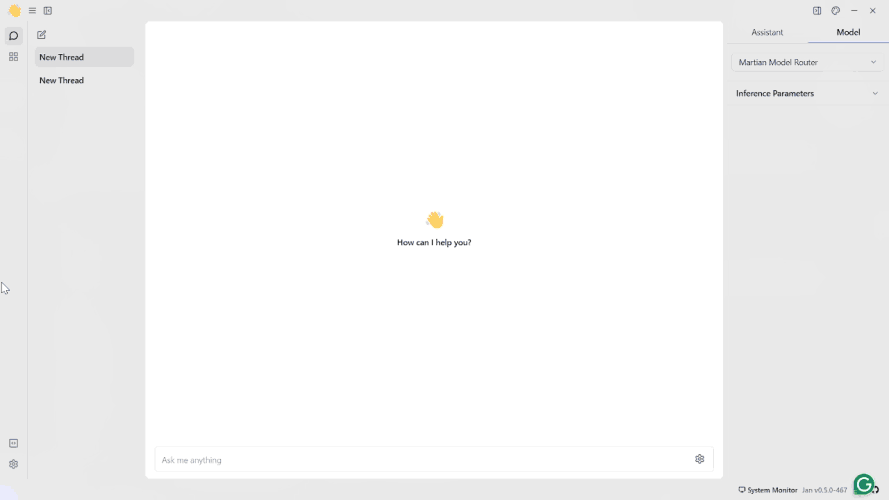 Assistant
Model
New Thread
New Thread
Martian Model Router
Inference Parameters
How can I help you?
Ask me anything
System Monitor
Jan v0.5.0-467